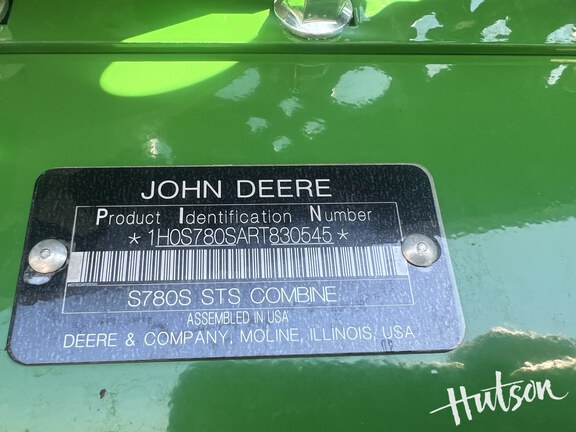 JOHN DEERE
Product Identification Number
*1H0S780SART830545*
S780S STS COMBINE
ASSEMBLED IN USA
DEERE & COMPANY, MOLINE, ILLINOIS, USA
Hutson